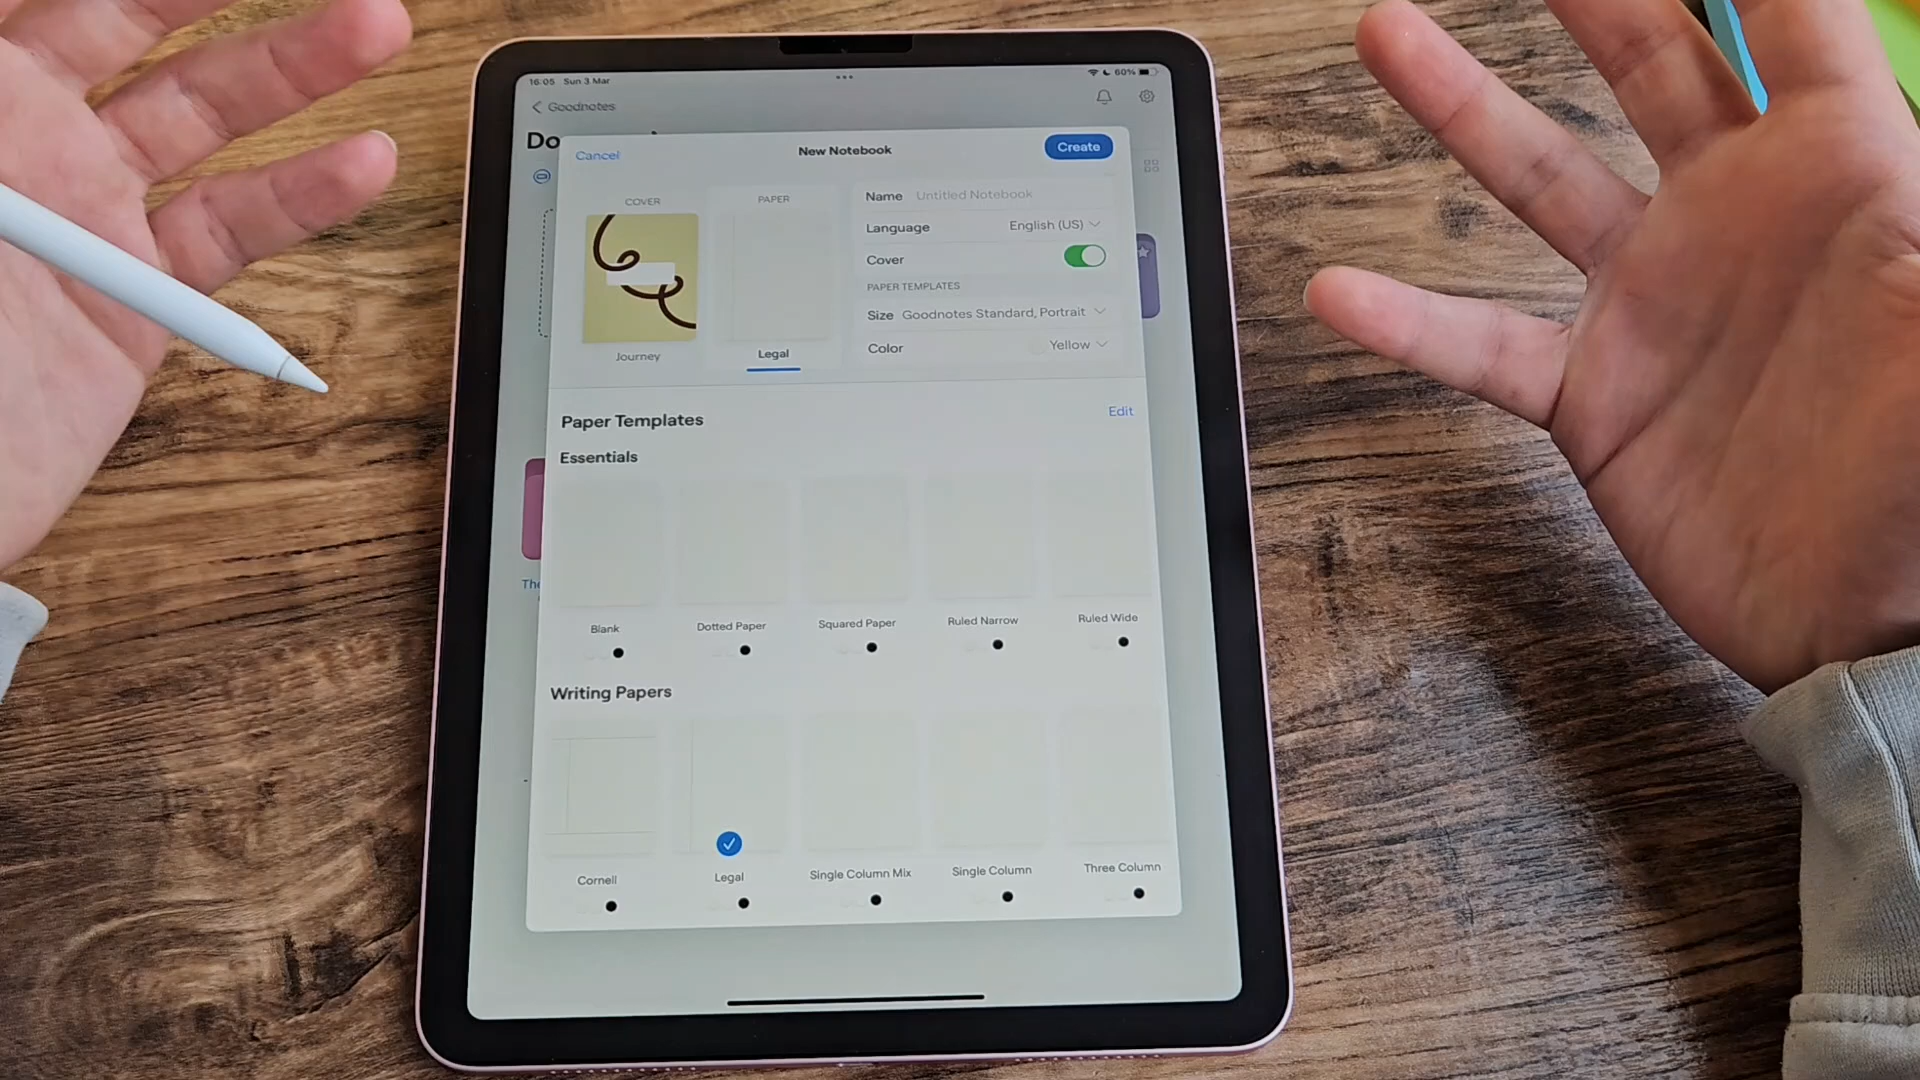 16:05 Sun 3 Mar
60%
Goodnotes
Do
Cancel
New Notebook
Create
COVER
PAPER
Name Untitled Notebook
Language English (US)
Cover
PAPER TEMPLATES
Size Goodnotes Standard, Portrait
Color Yellow
Journey
Legal
Paper Templates
Edit
Essentials
The
Blank
Dotted Paper
Squared Paper
Ruled Narrow
Ruled Wide
Writing Papers
Cornell
Legal
Single Column Mix
Single Column
Three Column